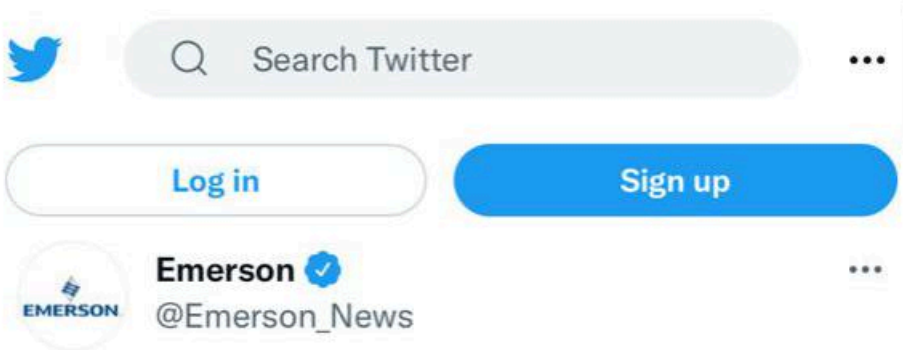 Search Twitter
Log in
Sign up
Emerson
EMERSON
@Emerson_News